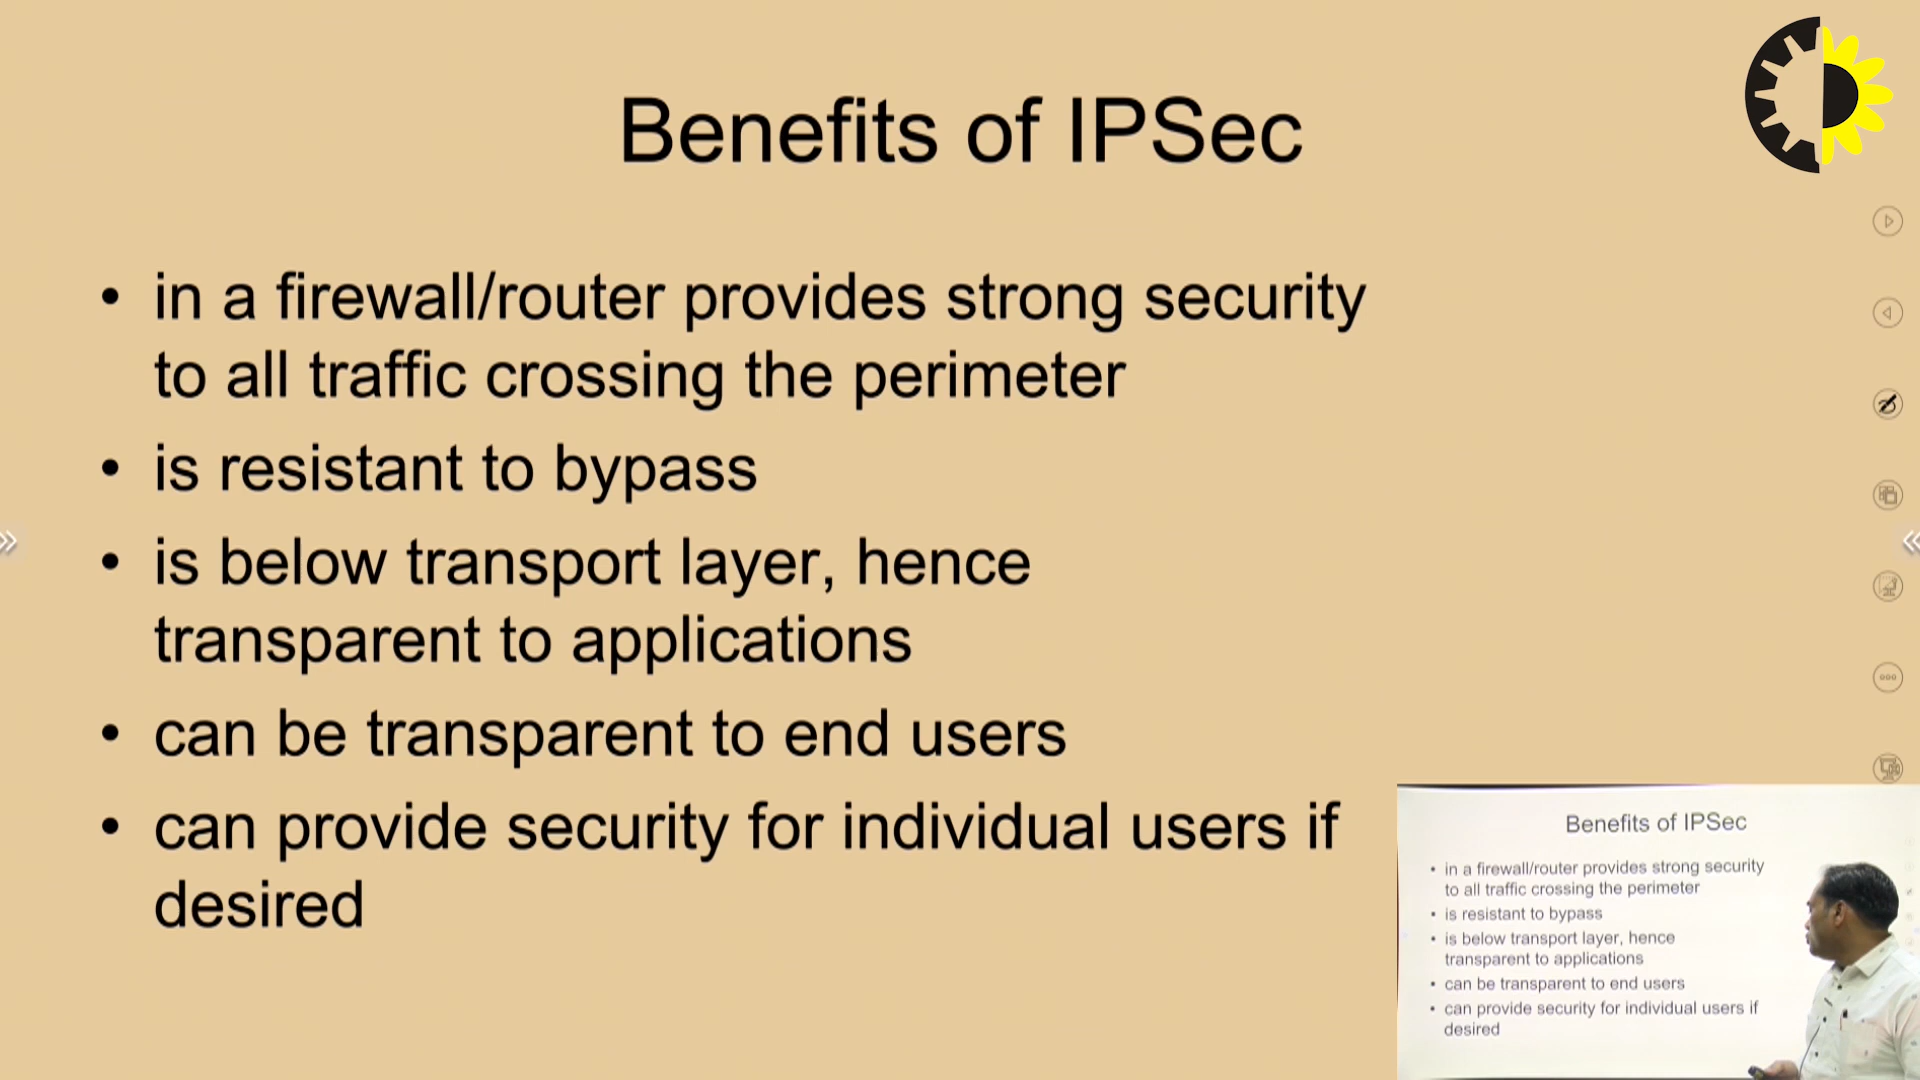 Benefits of IPSec
• in a firewall/router provides strong security
to all traffic crossing the perimeter
• is resistant to bypass
• is below transport layer, hence
transparent to applications
• can be transparent to end users
• can provide security for individual users if
desired
Benefits of IPSec
• in a firewall/router provides strong security
to all traffic crossing the perimeter
• is resistant to bypass
• is below transport layer, hence
transparent to applications
• can be transparent to end users
• can provide security for individual users if
desired